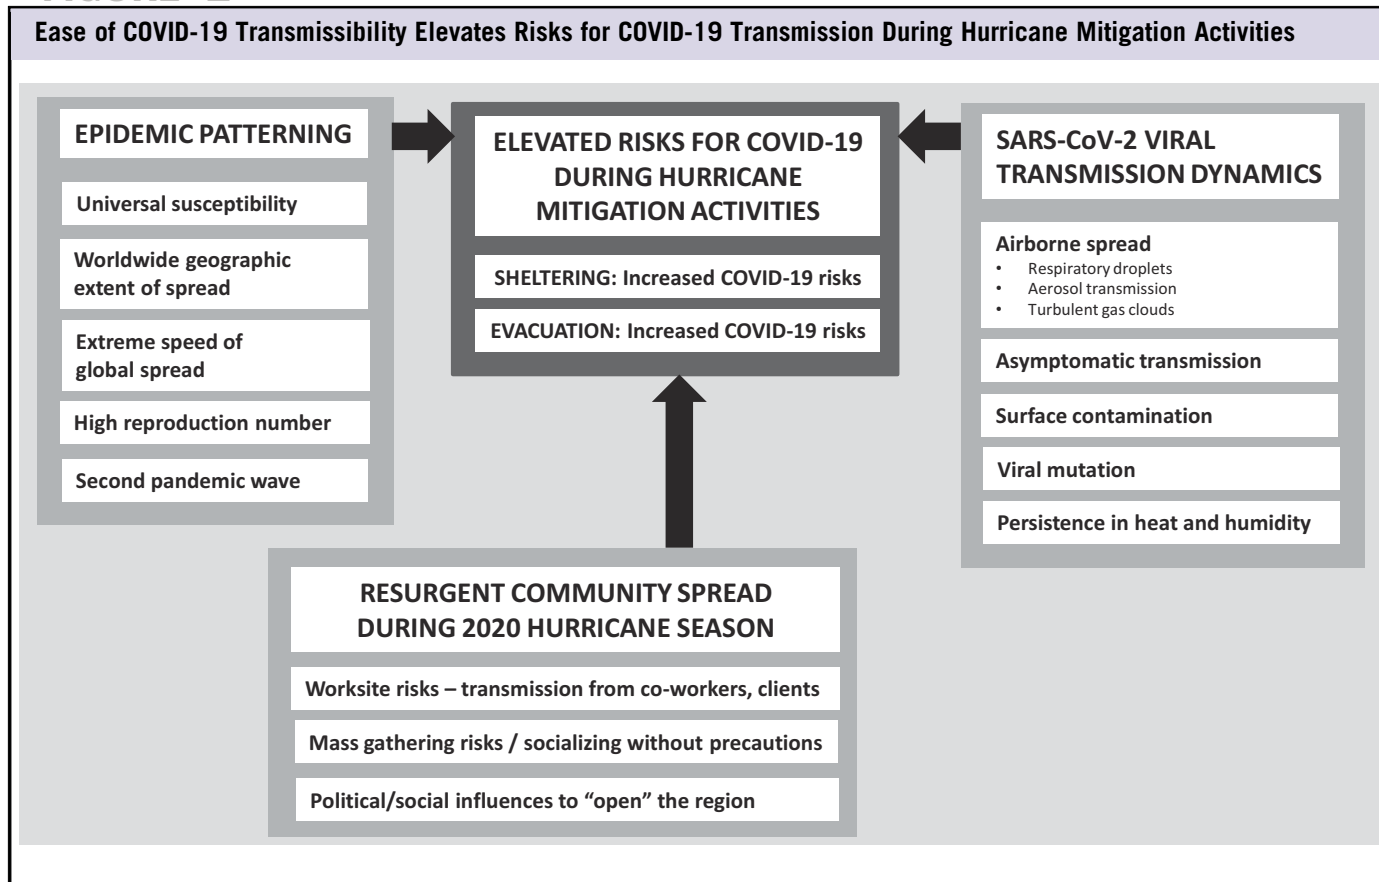 Ease of COVID-19 Transmissibility Elevates Risks for COVID-19 Transmission During Hurricane Mitigation Activities
EPIDEMIC PATTERNING
Universal susceptibility
Worldwide geographic
extent of spread
Extreme speed of
global spread
High reproduction number
Second pandemic wave
ELEVATED RISKS FOR COVID-19
DURING HURRICANE
MITIGATION ACTIVITIES
SHELTERING: Increased COVID-19 risks
EVACUATION: Increased COVID-19 risks
SARS-CoV-2 VIRAL
TRANSMISSION DYNAMICS
Airborne spread
• Respiratory droplets
• Aerosol transmission
• Turbulent gas clouds
Asymptomatic transmission
Surface contamination
Viral mutation
Persistence in heat and humidity
RESURGENT COMMUNITY SPREAD
DURING 2020 HURRICANE SEASON
Worksite risks – transmission from co-workers, clients
Mass gathering risks / socializing without precautions
Political/social influences to “open” the region